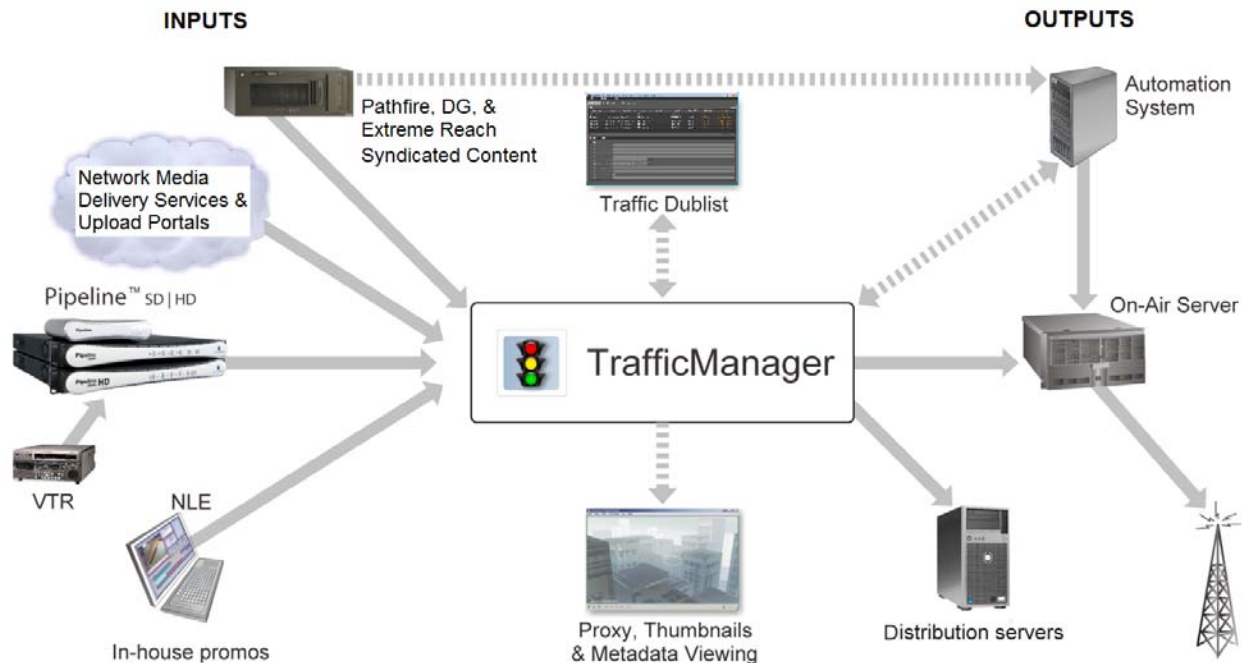 INPUTS
OUTPUTS
Pathfire, DG, &
Extreme Reach
Syndicated Content
Automation
System
Network Media
Delivery Services &
Upload Portals
Traffic Dublist
Pipeline™ SD|HD
On-Air Server
TrafficManager
VTR
NLE
In-house promos
Proxy, Thumbnails
& Metadata Viewing
Distribution servers